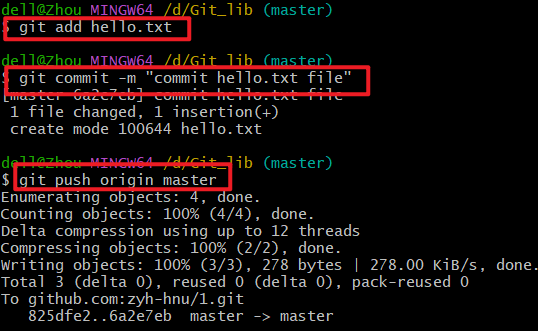 dell@Zhou MINGW64 /d/Git_lib (master)
$ git add hello.txt
dell@Zhou MINGW64 /d/Git_lib (master)
$ git commit -m "commit hello.txt file"
[master 6a2e7eb] commit hello.txt file
1 file changed, 1 insertion(+)
create mode 100644 hello.txt
dell@Zhou MINGW64 /d/Git_lib (master)
$ git push origin master
Enumerating objects: 4, done.
Counting objects: 100% (4/4), done.
Delta compression using up to 12 threads
Compressing objects: 100% (2/2), done.
Writing objects: 100% (3/3), 278 bytes | 278.00 KiB/s, done.
Total 3 (delta 0), reused 0 (delta 0), pack-reused 0
To github.com:zyh-hnu/1.git
825dfe2..6a2e7eb master -> master